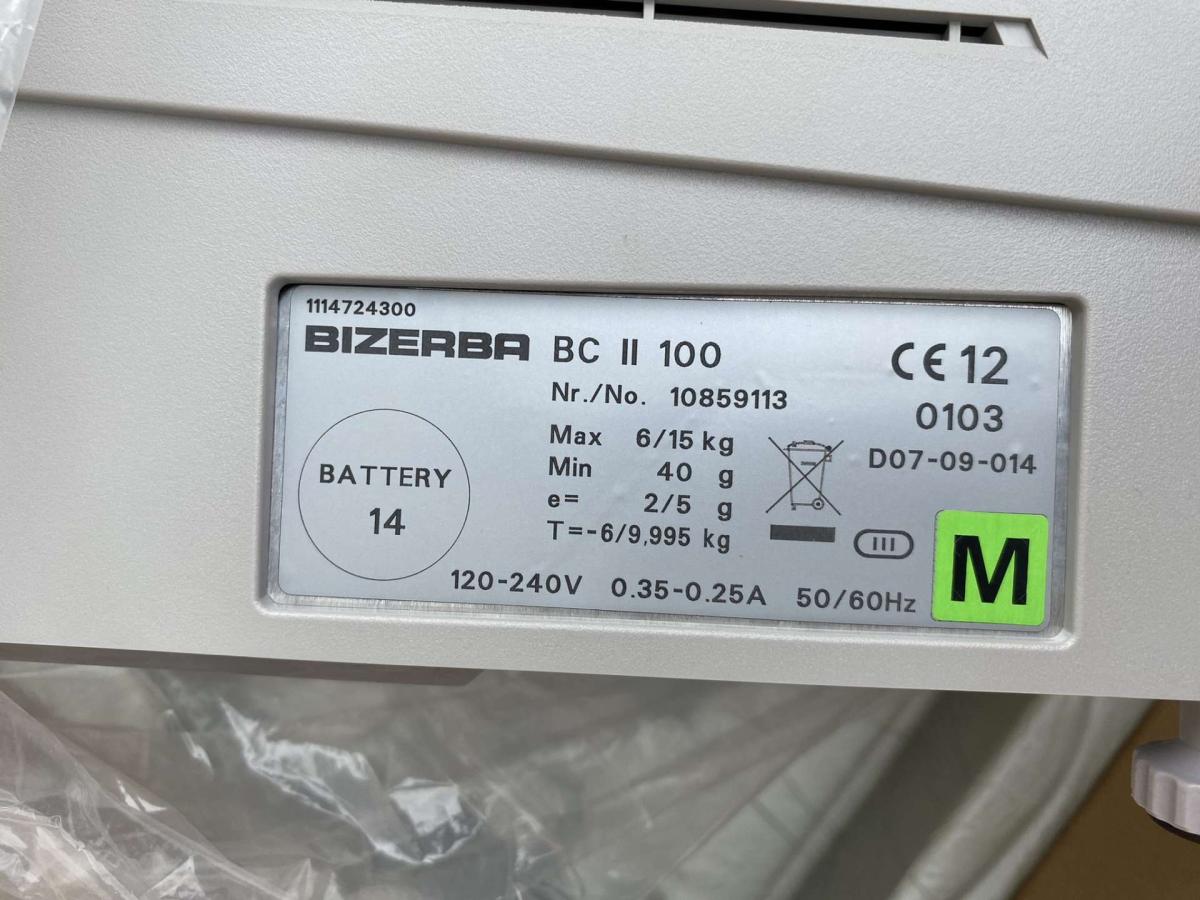 1114724300
BIZERBA BC II 100
Nr./No. 10859113
Max 6/15 kg
Min 40 g
e= 2/5 g
T=-6/9,995 kg
BATTERY
14
120-240V 0.35-0.25A 50/60Hz
CE 12
0103
D07-09-014
III
M